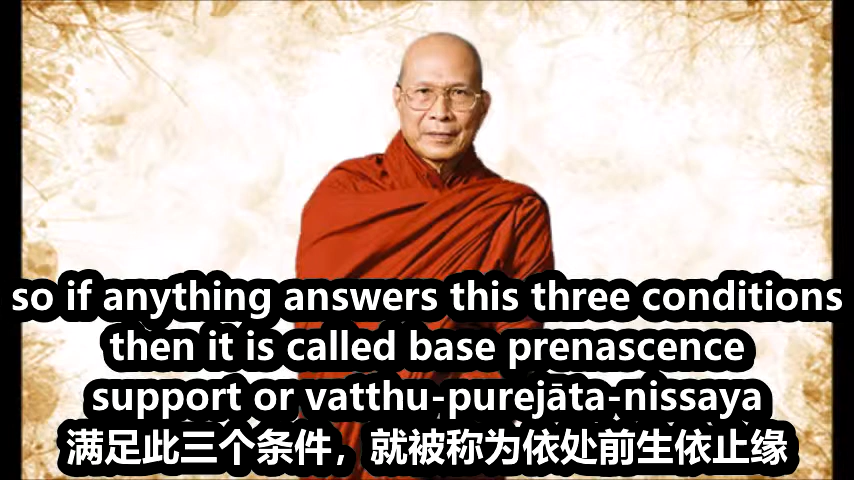 so if anything answers this three conditions
then it is called base prenascence
support or vatthu-purejāta-nissaya
满足此三个条件，就被称为依处前生依止缘